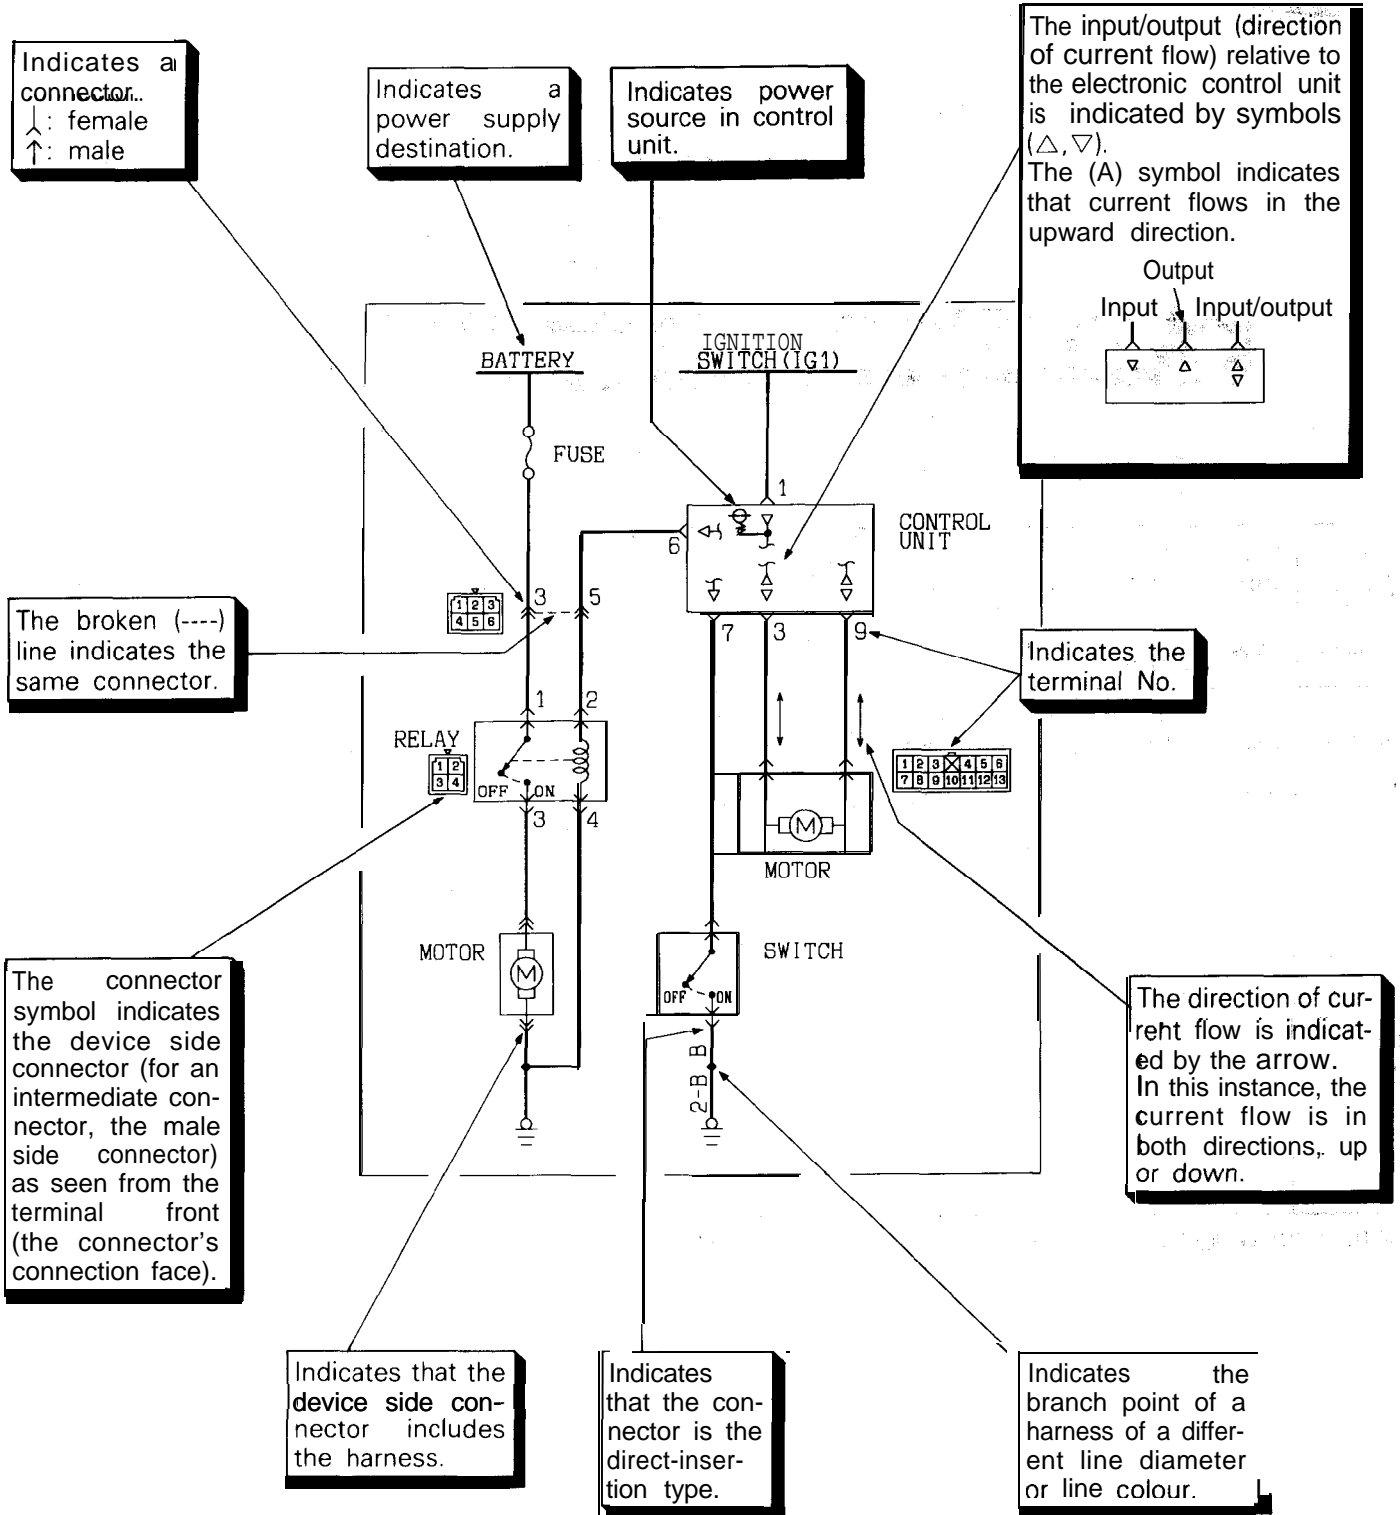 Indicates a
connector.
: female
: male
Indicates a
power supply
destination.
Indicates power
source in control
unit.
The input/output (direction
of current flow) relative to
the electronic control unit
is indicated by symbols
(△,▽).
The (A) symbol indicates
that current flows in the
upward direction.
Output
Input Input/output
BATTERY
IGNITION
SWITCH(IG1)
FUSE
1
CONTROL
UNIT
6
3 5
1 2 3
4 5 6
7 3 9
The broken (----)
line indicates the
same connector.
Indicates the
terminal No.
1 2
RELAY
1 2
3 4
OFF ON
3 4
1 2 3 4 5 6
7 8 9 10 11 12 13
M
MOTOR
MOTOR
M
SWITCH
OFF ON
B
2-B
The connector
symbol indicates
the device side
connector (for an
intermediate con-
nector, the male
side connector)
as seen from the
terminal front
(the connector's
connection face).
The direction of cur-
reht flow is indicat-
ed by the arrow.
In this instance, the
current flow is in
both directions, up
or down.
Indicates that the
device side con-
nector includes
the harness.
Indicates
that the con-
nector is the
direct-inser-
tion type.
Indicates the
branch point of a
harness of a differ-
ent line diameter
or line colour.